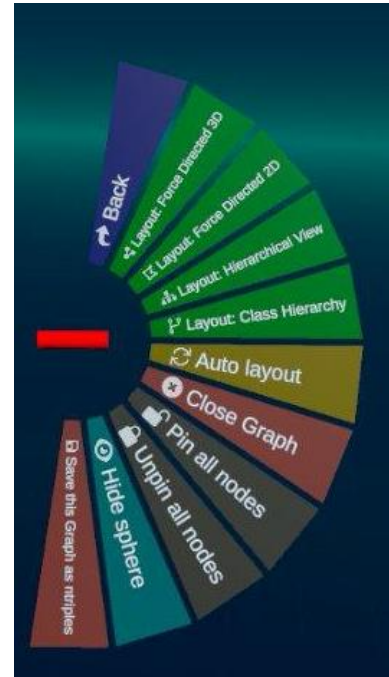 Back
Layout: Force Directed 3D
Layout: Force Directed 2D
Layout: Hierarchical View
Layout: Class Hierarchy
Auto layout
Close Graph
Pin all nodes
Unpin all nodes
Hide sphere
Save this Graph as ntriples